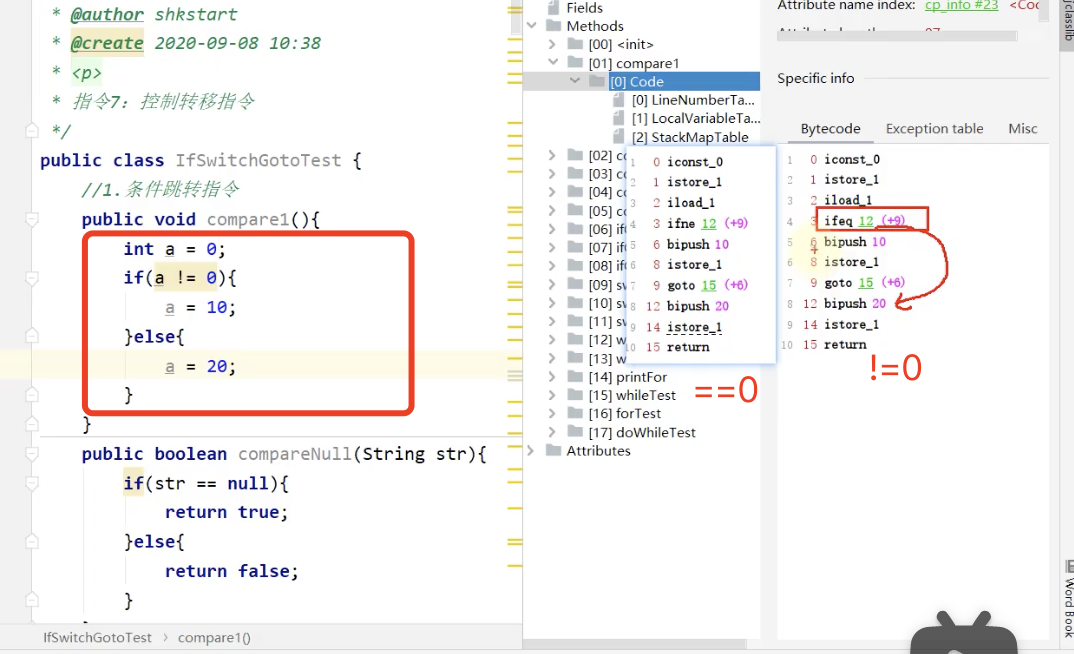 * @author shkstart
* @create 2020-09-08 10:38
* <p>
* 指令7：控制转移指令
*/
public class IfSwitchGotoTest {
//1.条件跳转指令
public void compare1(){
int a = 0;
if(a != 0){
a = 10;
}else{
a = 20;
}
}
public boolean compareNull(String str){
if(str == null){
return true;
}else{
return false;
}
IfSwitchGotoTest › compare1()
Fields
Methods
[00] <init>
[01] compare1
[0] Code
[0] LineNumberTa...
[1] LocalVariableTa...
[2] StackMapTable
[02] co
[03] co
[04] c
[05] co
[06] if
[07] if
[08] if
[09] sw
[10] s
[11] sw
[12] w
[13] w
[14] printFor
[15] whileTest
[16] forTest
[17] doWhileTest
Attributes
1 0 iconst_0
2 1 istore_1
3 2 iload_1
4 3 ifne 12 (+9)
5 6 bipush 10
6 8 istore_1
7 9 goto 15 (+6)
8 12 bipush 20
9 14 istore_1
10 15 return
==0
Attribute name index: cp_info #23 <Co
Specific info
Bytecode Exception table Misc
1 0 iconst_0
2 1 istore_1
3 2 iload_1
4 3 ifeq 12 (+9)
5 6 bipush 10
6 8 istore_1
7 9 goto 15 (+6)
8 12 bipush 20
9 14 istore_1
10 15 return
!=0
jclasslib
Word Book